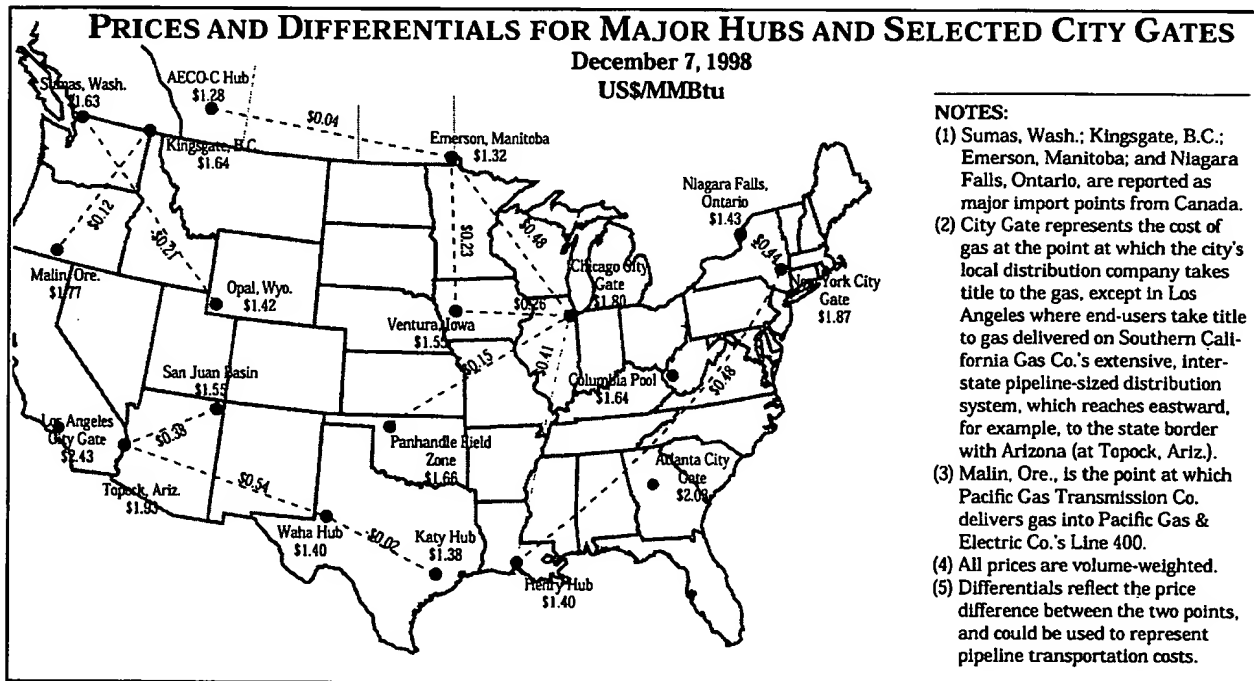 PRICES AND DIFFERENTIALS FOR MAJOR HUBS AND SELECTED CITY GATES
December 7, 1998
US$/MMBtu
Sumas, Wash.
$1.63
AECO-C Hub
$1.28
$0.04
Kingsgate, B.C.
$1.64
Emerson, Manitoba
$1.32
Niagara Falls,
Ontario
$1.43
$0.12
$0.21
$0.23
$0.48
$0.44
Malin, Ore.
$1.77
Opal, Wyo.
$1.42
Chicago City
Gate
$1.80
New York City
Gate
$1.87
Ventura, Iowa
$1.55
$0.26
$0.15
$0.41
$0.48
San Juan Basin
$1.55
Columbia Pool
$1.64
Los Angeles
City Gate
$2.43
$0.38
Panhandle Field
Zone
$1.66
Atlanta City
Gate
Topock, Ariz.
$1.93
$0.54
Waha Hub
$1.40
$0.02
Katy Hub
$1.38
Henry Hub
$1.40
NOTES:
(1) Sumas, Wash.; Kingsgate, B.C.;
Emerson, Manitoba; and Niagara
Falls, Ontario, are reported as
major import points from Canada.
(2) City Gate represents the cost of
gas at the point at which the city's
local distribution company takes
title to the gas, except in Los
Angeles where end-users take title
to gas delivered on Southern Cali-
fornia Gas Co.'s extensive, inter-
state pipeline-sized distribution
system, which reaches eastward,
for example, to the state border
with Arizona (at Topock, Ariz.).
(3) Malin, Ore., is the point at which
Pacific Gas Transmission Co.
delivers gas into Pacific Gas &
Electric Co.'s Line 400.
(4) All prices are volume-weighted.
(5) Differentials reflect the price
difference between the two points,
and could be used to represent
pipeline transportation costs.